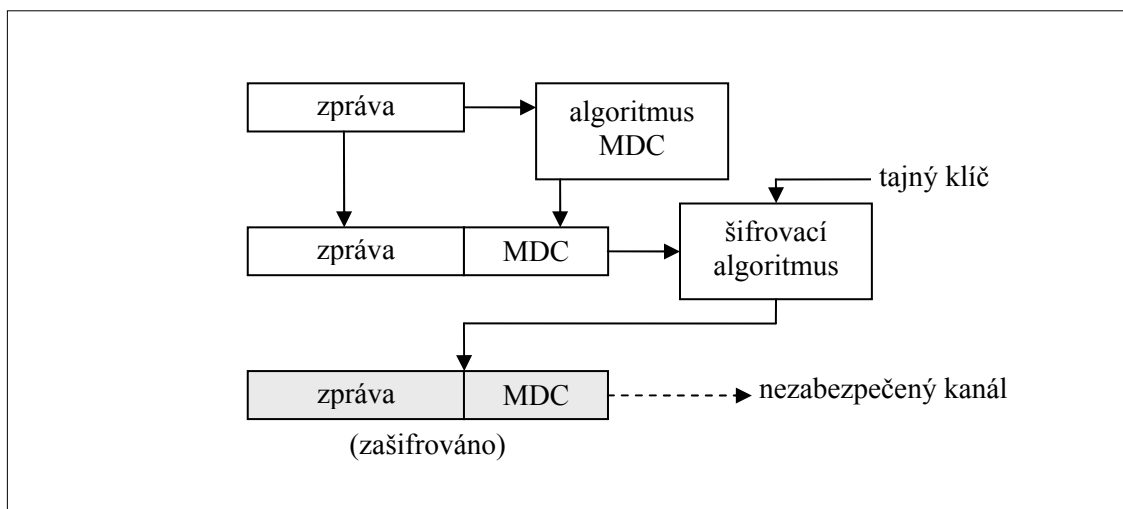 zpráva
algoritmus
MDC
tajný klíč
zpráva
MDC
šifrovací
algoritmus
zpráva
MDC
nezabezpečený kanál
(zašifrováno)